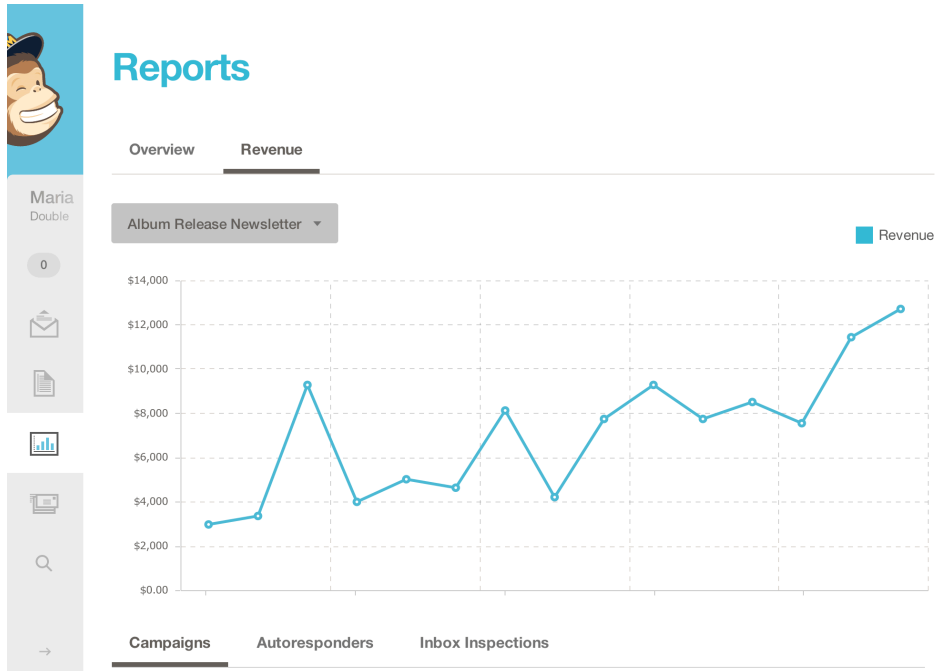 Reports
Overview Revenue
Maria
Double
Album Release Newsletter
Revenue
0
$14,000
$12,000
$10,000
$8,000
$6,000
$4,000
$2,000
$0.00
Campaigns Autoresponders Inbox Inspections